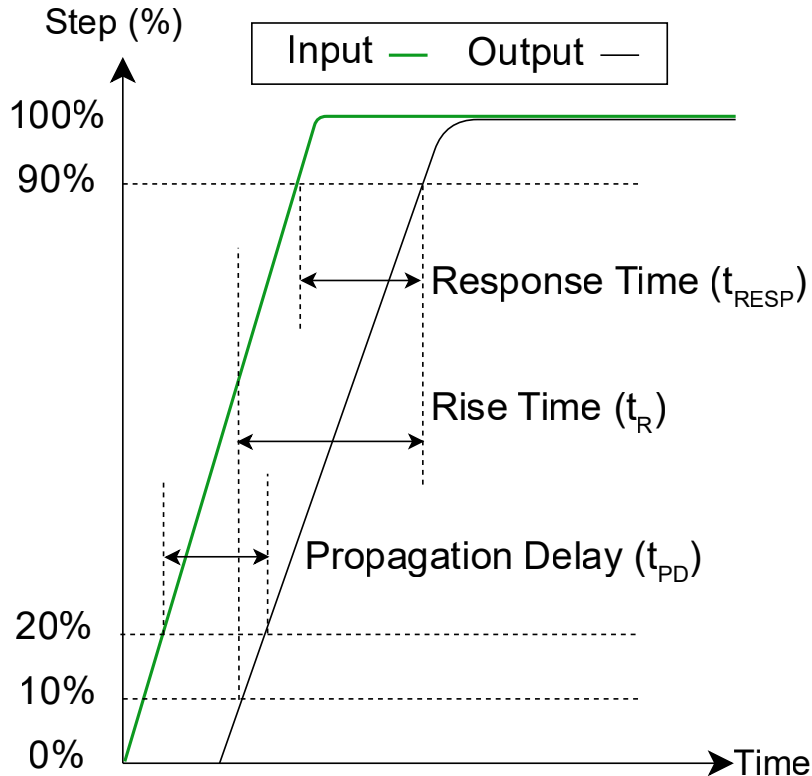 Step (%)
Input Output
100%
90%
Response Time (tRESP)
Rise Time (tR)
Propagation Delay (tPD)
20%
10%
0%
Time